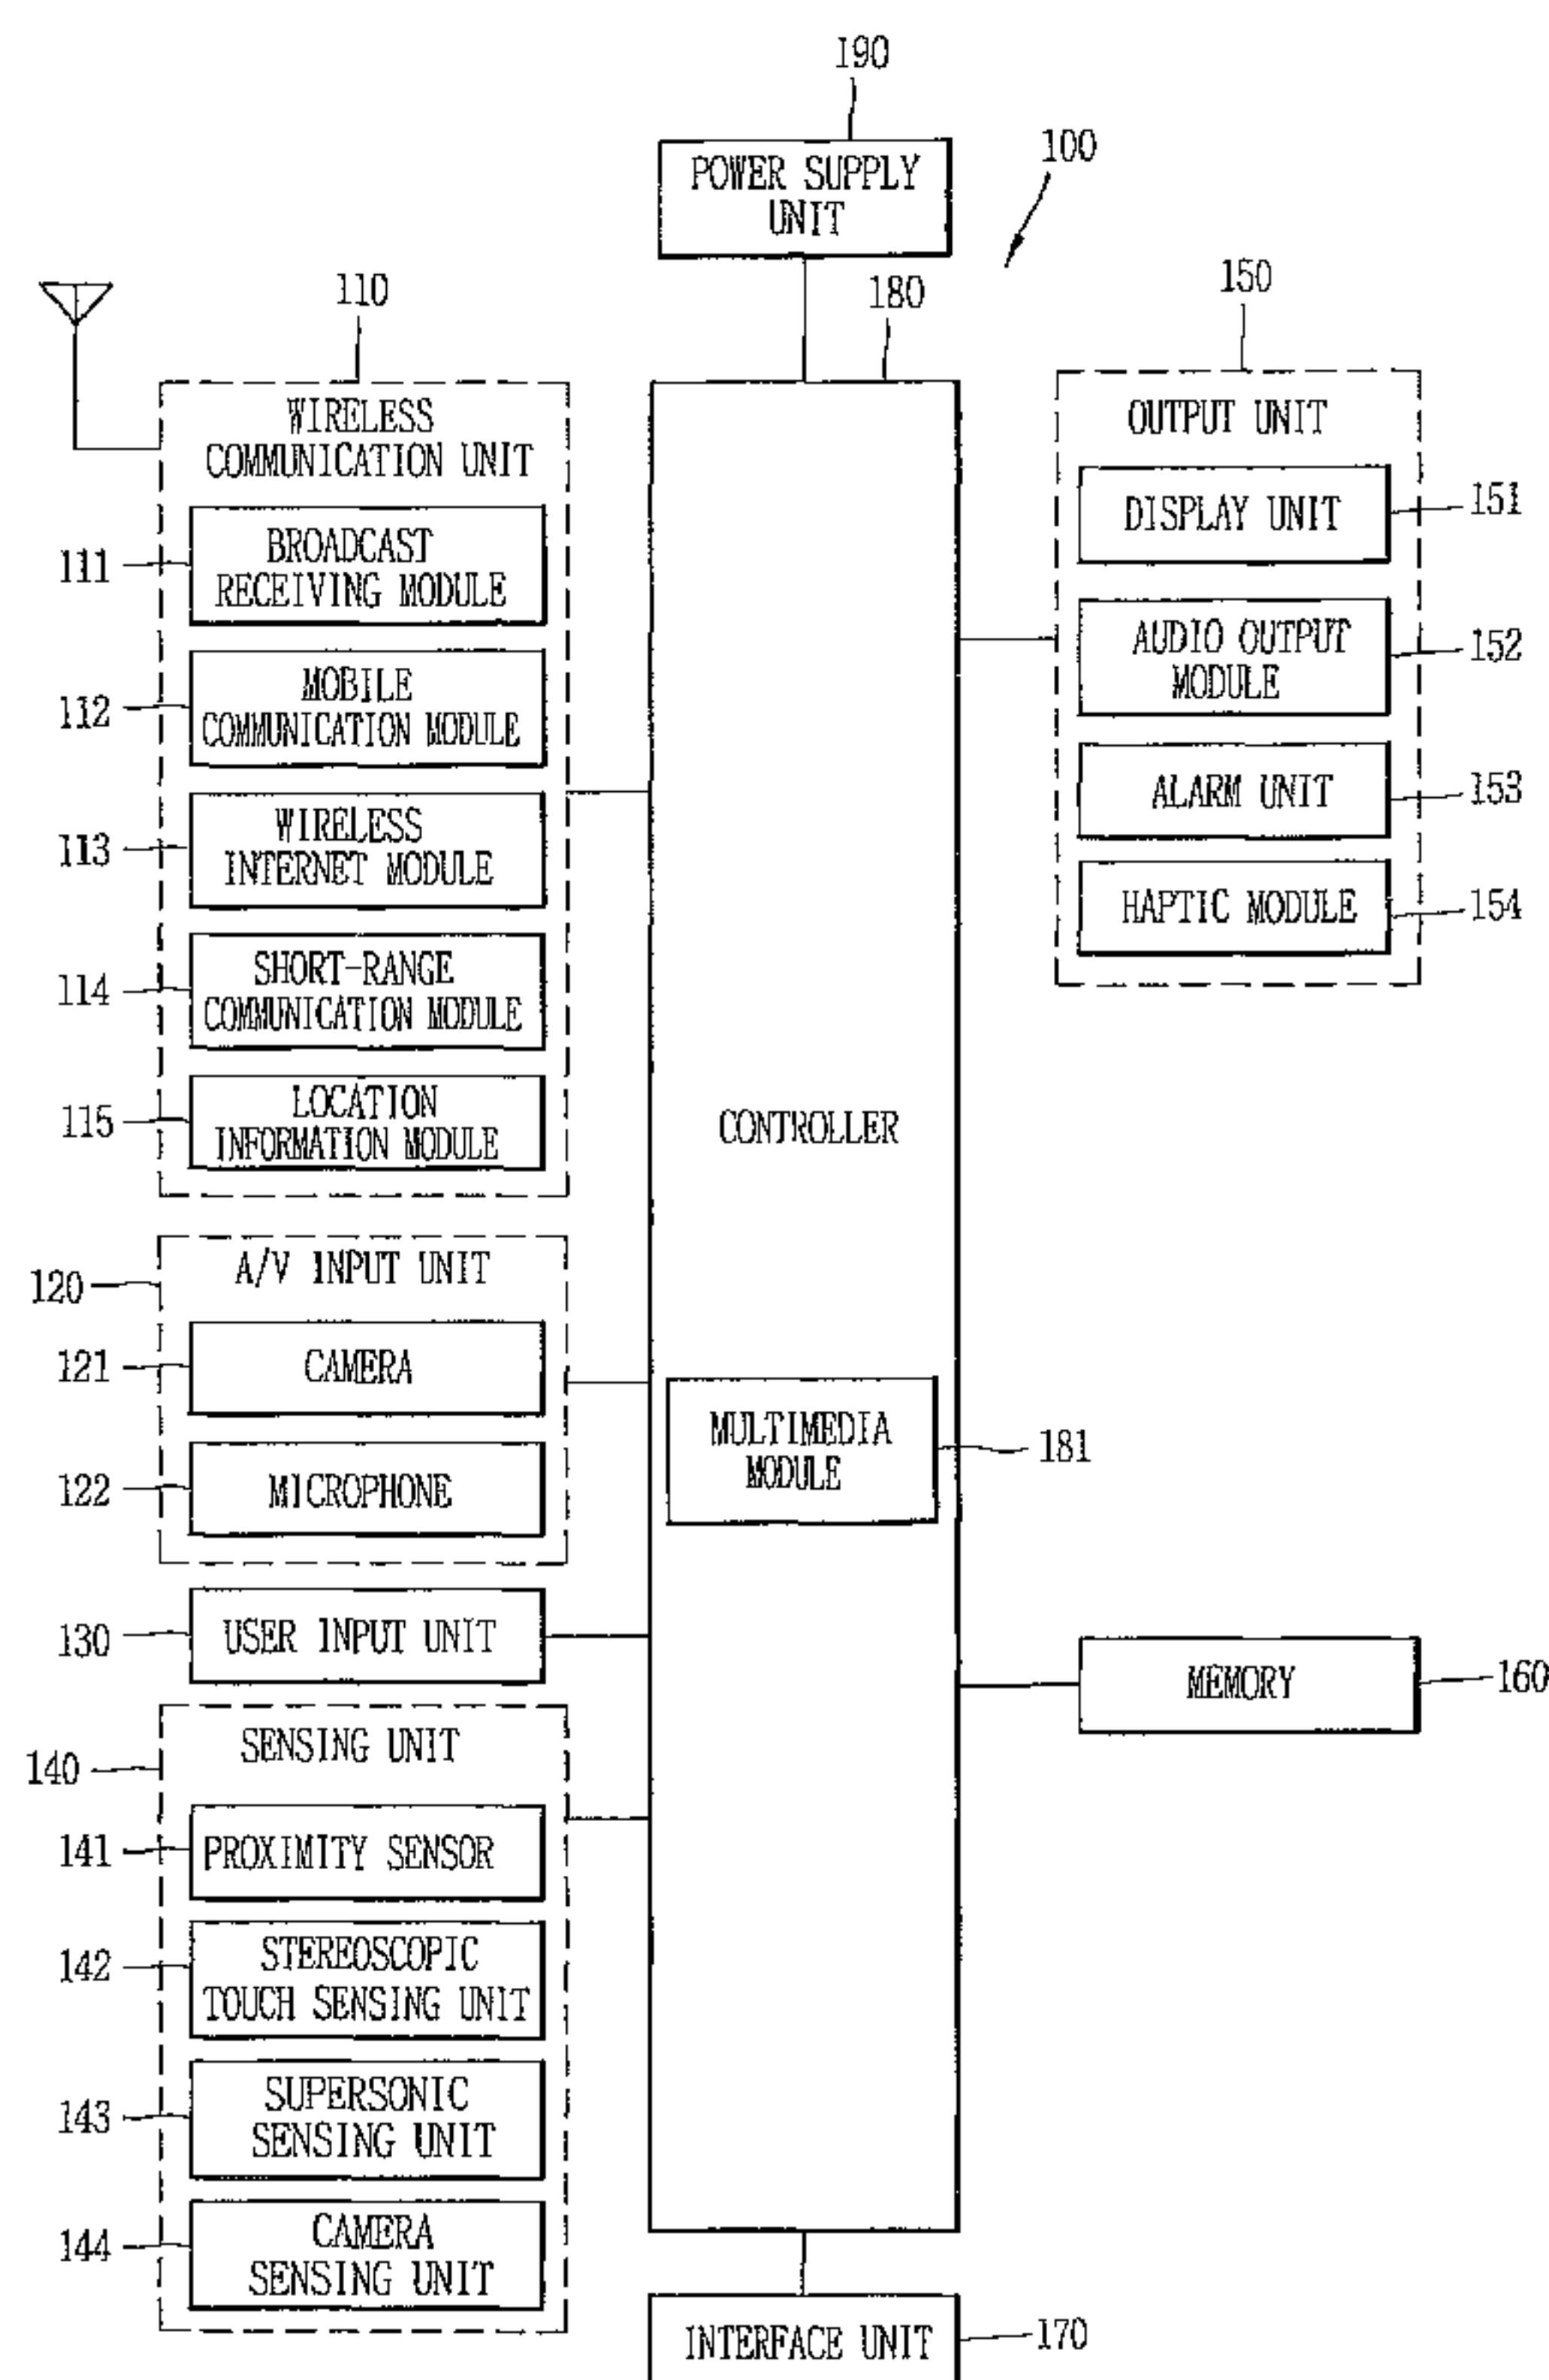 190
POWER SUPPLY
UNIT
100
110
180
150
WIRELESS
COMMUNICATION UNIT
111
BROADCAST
RECEIVING MODULE
112
MOBILE
COMMUNICATION MODULE
113
WIRELESS
INTERNET MODULE
114
SHORT-RANGE
COMMUNICATION MODULE
115
LOCATION
INFORMATION MODULE
120
A/V INPUT UNIT
121
CAMERA
122
MICROPHONE
130
USER INPUT UNIT
140
SENSING UNIT
141
PROXIMITY SENSOR
142
STEREOSCOPIC
TOUCH SENSING UNIT
143
SUPERSONIC
SENSING UNIT
144
CAMERA
SENSING UNIT
CONTROLLER
MULTIMEDIA
MODULE
181
OUTPUT UNIT
DISPLAY UNIT
151
AUDIO OUTPUT
MODULE
152
ALARM UNIT
153
HAPTIC MODULE
154
MEMORY
160
INTERFACE UNIT
170